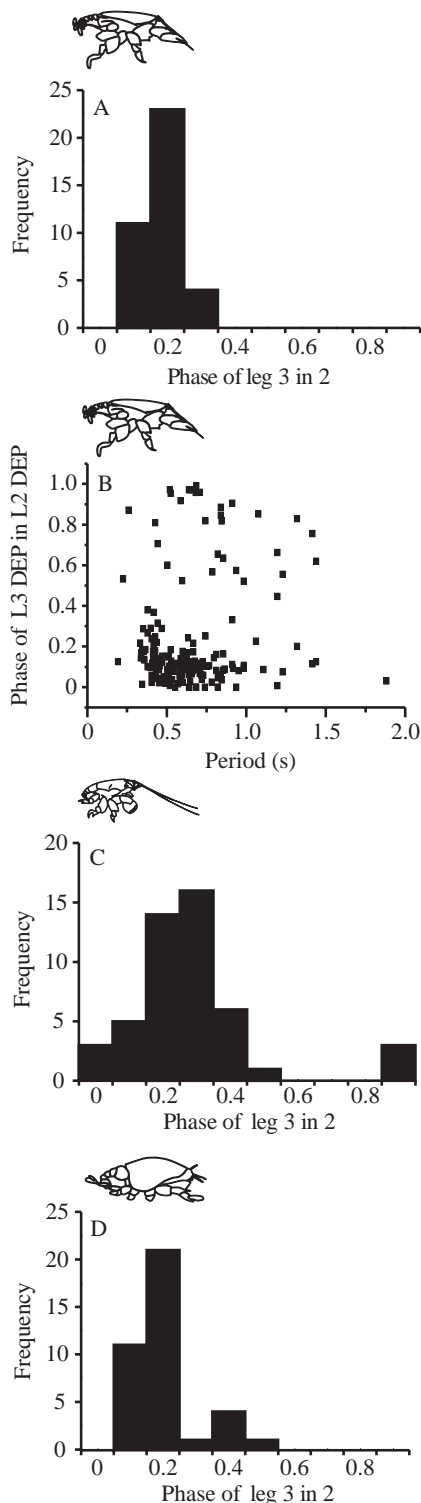 A
25
20
15
10
5
0
Frequency
0 0.2 0.4 0.6 0.8
Phase of leg 3 in 2
B
1.0
0.8
0.6
0.4
0.2
0
Phase of L3 DEP in L2 DEP
0 0.5 1.0 1.5 2.0
Period (s)
C
20
15
10
5
0
Frequency
0 0.2 0.4 0.6 0.8
Phase of leg 3 in 2
D
25
20
15
10
5
0
Frequency
0 0.2 0.4 0.6 0.8
Phase of leg 3 in 2